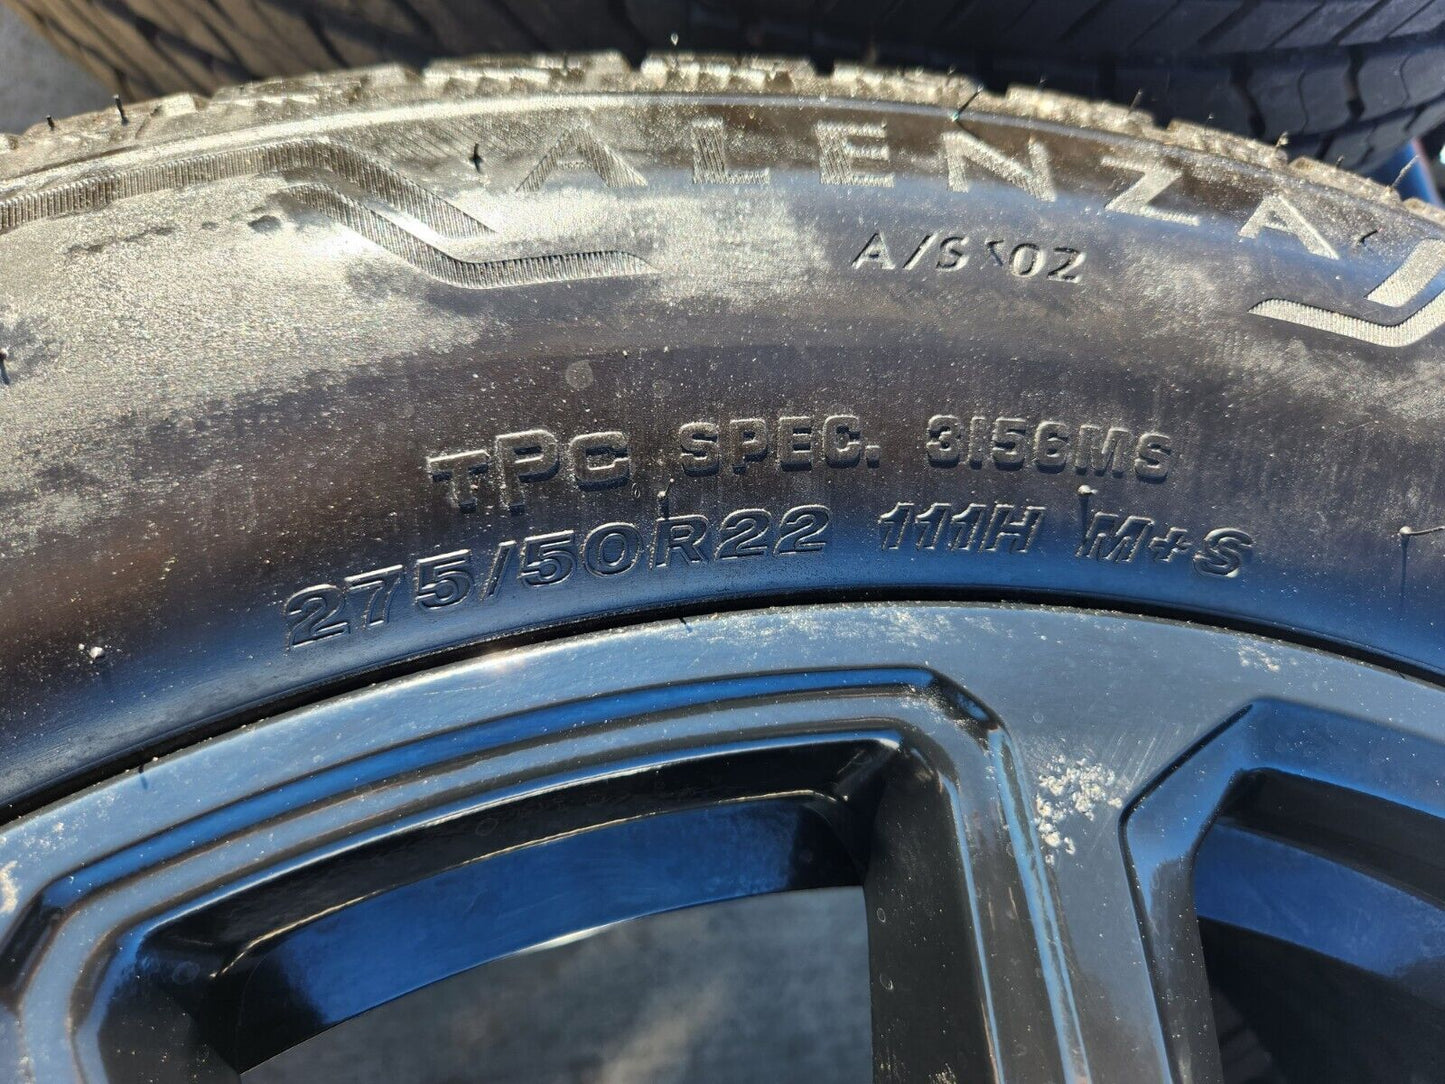 ALENZA
A/S 02
TPC SPEC. 3156MS
275/50R22 111H M+S